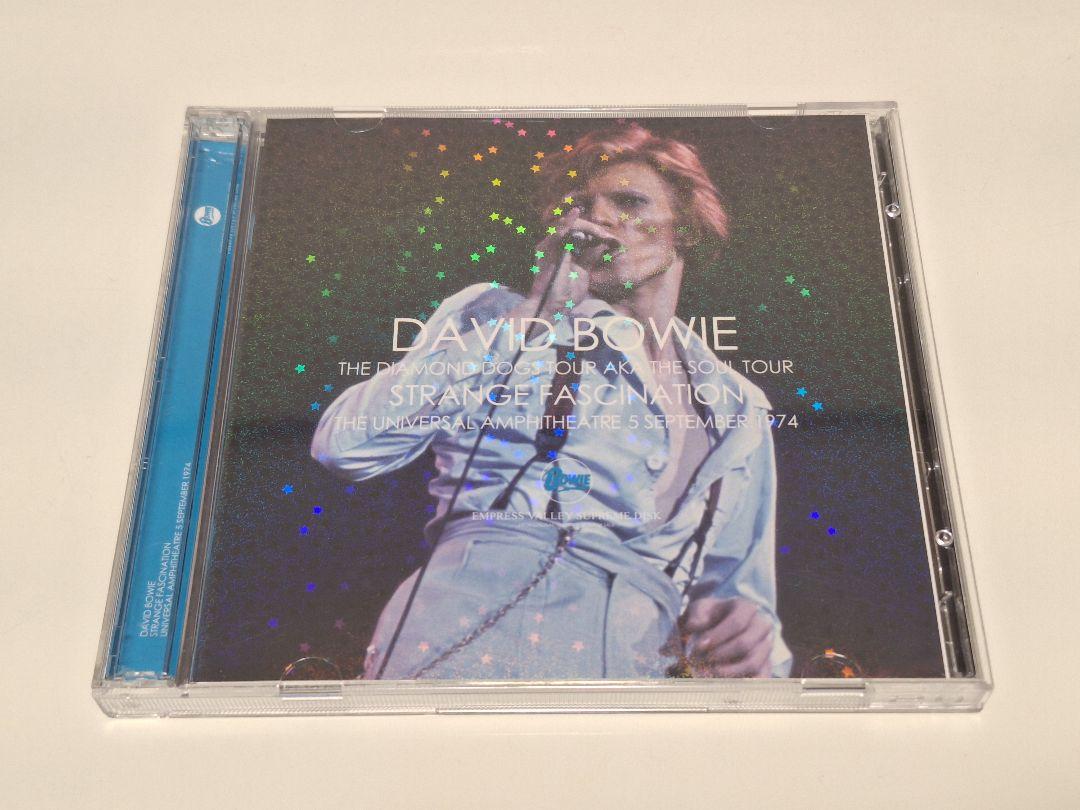 DAVID BOWIE
THE DIAMOND DOGS TOUR AKA THE SOUL TOUR
STRANGE FASCINATION
THE UNIVERSAL AMPHITHEATRE 5 SEPTEMBER 1974
BOWIE
EMPRESS VALLEY SUPREME DISK
DAVID BOWIE
STRANGE FASCINATION
UNIVERSAL AMPHITHEATRE 5 SEPTEMBER 1974